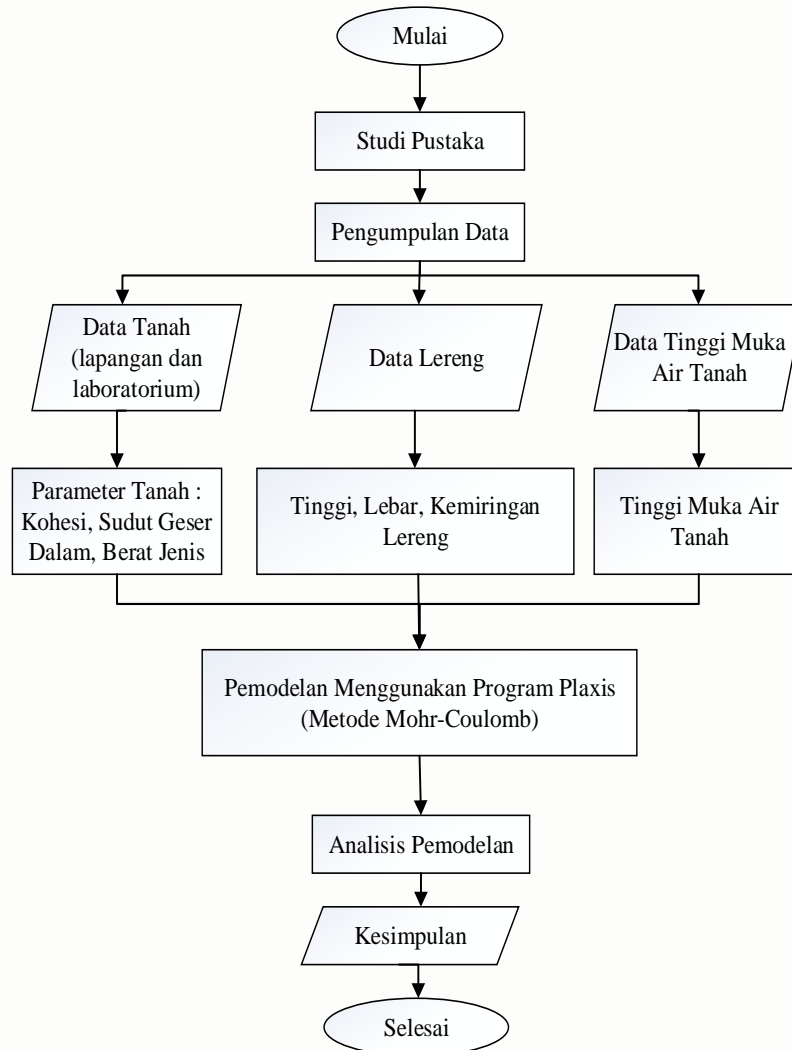 Mulai
Studi Pustaka
Pengumpulan Data
Data Tanah
(lapangan dan
laboratorium)
Data Lereng
Data Tinggi Muka
Air Tanah
Parameter Tanah :
Kohesi, Sudut Geser
Dalam, Berat Jenis
Tinggi, Lebar, Kemiringan
Lereng
Tinggi Muka Air
Tanah
Pemodelan Menggunakan Program Plaxis
(Metode Mohr-Coulomb)
Analisis Pemodelan
Kesimpulan
Selesai